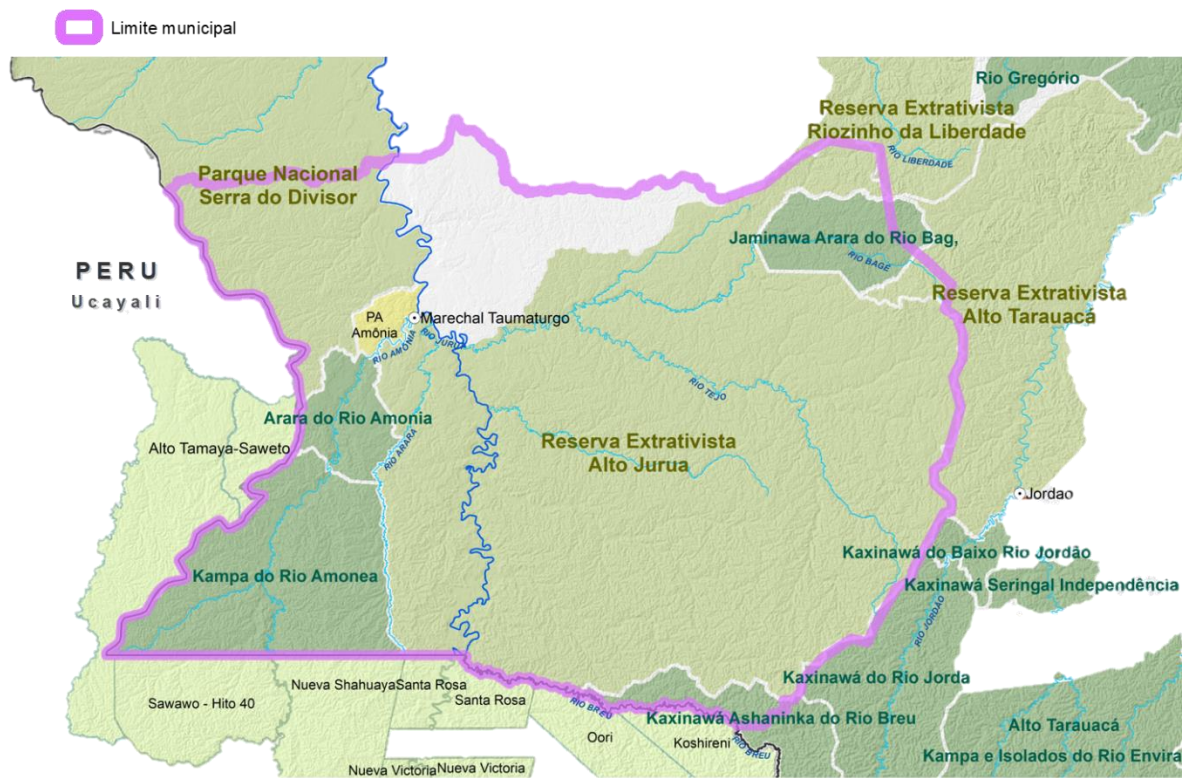 Limite municipal
Rio Gregório
Reserva Extrativista
Riozinho da Liberdade
RIO LIBERDADE
Parque Nacional
Serra do Divisor
Jaminawa Arara do Rio Bag,
RIO BAGÉ
PERU
Ucayali
Reserva Extrativista
Alto Tarauacá
PA
Amônia
Marechal Taumaturgo
RIO AMÔNIA
RIO JURUÁ
RIO TEJO
Arara do Rio Amonia
Alto Tamaya-Saweto
RIO ARARA
Reserva Extrativista
Alto Jurua
Jordao
Kaxinawá do Baixo Rio Jordão
Kampa do Rio Amonea
Kaxinawá Seringal Independência
RIO JORDÃO
Kaxinawá do Rio Jorda
Nueva Shahuaya
Santa Rosa
Sawawo - Hito 40
Santa Rosa
RIO BREU
Kaxinawá Ashaninka do Rio Breu
Alto Tarauacá
Oori
Koshireni
RIO BREU
Kampa e Isolados do Rio Envira
Nueva Victoria
Nueva Victoria